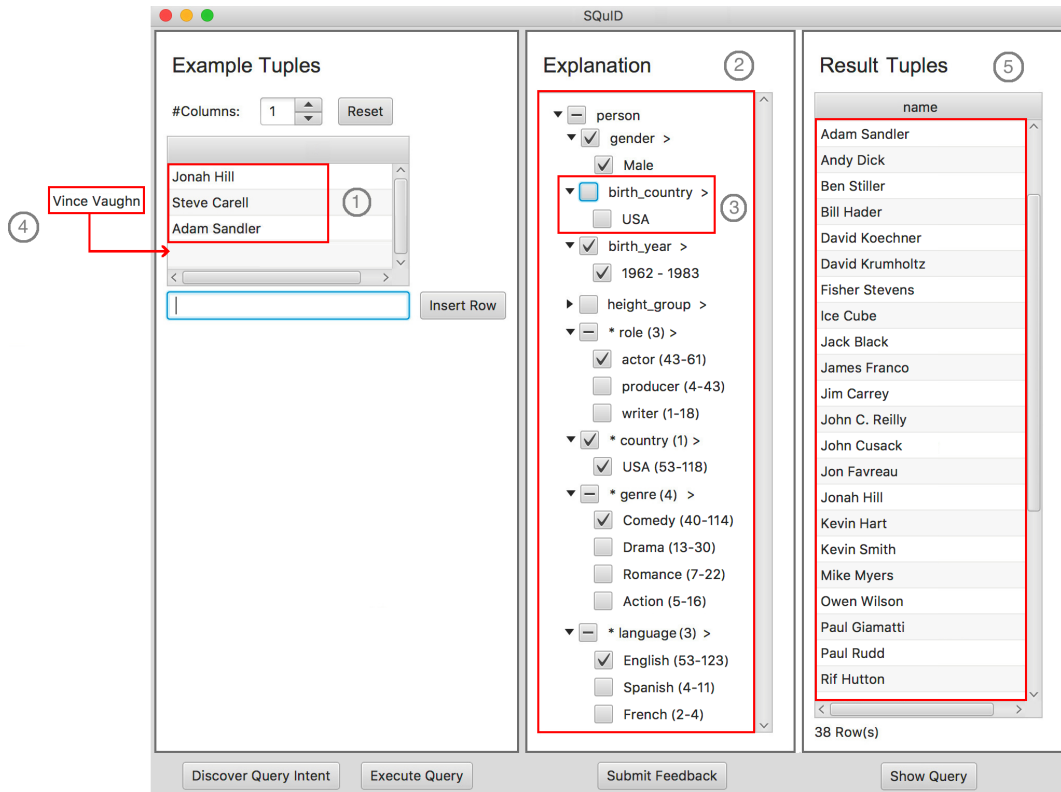 SQuID
Example Tuples
#Columns:
1
Reset
Jonah Hill
Steve Carell
Adam Sandler
1
Vince Vaughn
4
Insert Row
Explanation
2
person
gender >
Male
birth_country >
USA
3
birth_year >
1962 - 1983
height_group >
* role (3) >
actor (43-61)
producer (4-43)
writer (1-18)
* country (1) >
USA (53-118)
* genre (4) >
Comedy (40-114)
Drama (13-30)
Romance (7-22)
Action (5-16)
* language (3) >
English (53-123)
Spanish (4-11)
French (2-4)
Result Tuples
5
name
Adam Sandler
Andy Dick
Ben Stiller
Bill Hader
David Koechner
David Krumholtz
Fisher Stevens
Ice Cube
Jack Black
James Franco
Jim Carrey
John C. Reilly
John Cusack
Jon Favreau
Jonah Hill
Kevin Hart
Kevin Smith
Mike Myers
Owen Wilson
Paul Giamatti
Paul Rudd
Rif Hutton
38 Row(s)
Discover Query Intent
Execute Query
Submit Feedback
Show Query